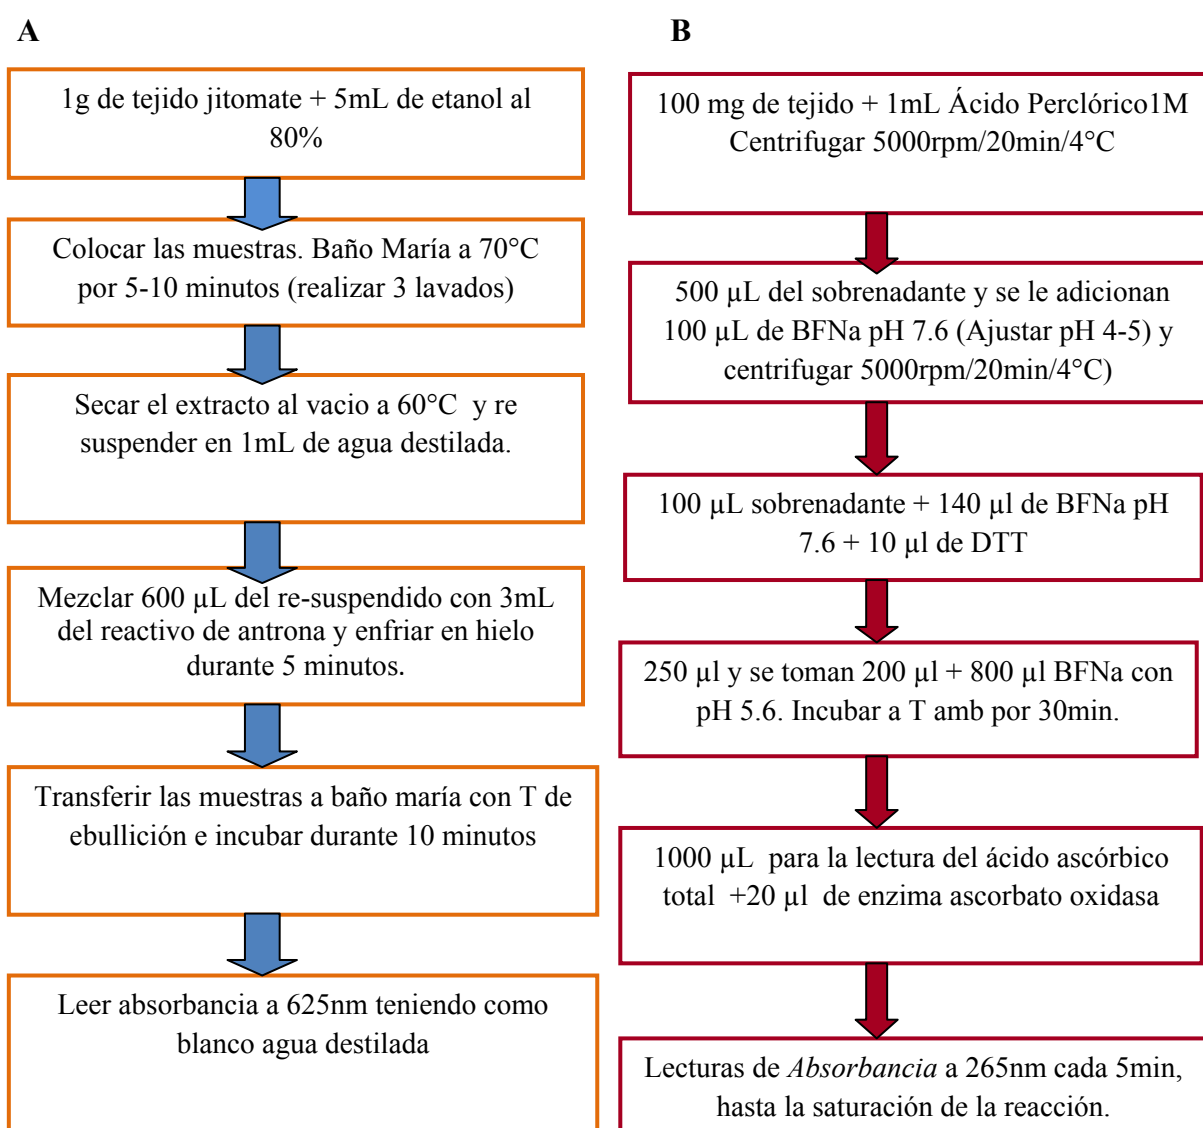 A
1g de tejido jitomate + 5mL de etanol al
80%
Colocar las muestras. Baño María a 70°C
por 5-10 minutos (realizar 3 lavados)
Secar el extracto al vacio a 60°C y re
suspender en 1mL de agua destilada.
Mezclar 600 µL del re-suspendido con 3mL
del reactivo de antrona y enfriar en hielo
durante 5 minutos.
Transferir las muestras a baño maría con T de
ebullición e incubar durante 10 minutos
Leer absorbancia a 625nm teniendo como
blanco agua destilada
B
100 mg de tejido + 1mL Ácido Perclórico1M
Centrifugar 5000rpm/20min/4°C
500 µL del sobrenadante y se le adicionan
100 µL de BFNa pH 7.6 (Ajustar pH 4-5) y
centrifugar 5000rpm/20min/4°C)
100 µL sobrenadante + 140 µl de BFNa pH
7.6 + 10 µl de DTT
250 µl y se toman 200 µl + 800 µl BFNa con
pH 5.6. Incubar a T amb por 30min.
1000 µL para la lectura del ácido ascórbico
total +20 µl de enzima ascorbato oxidasa
Lecturas de Absorbancia a 265nm cada 5min,
hasta la saturación de la reacción.